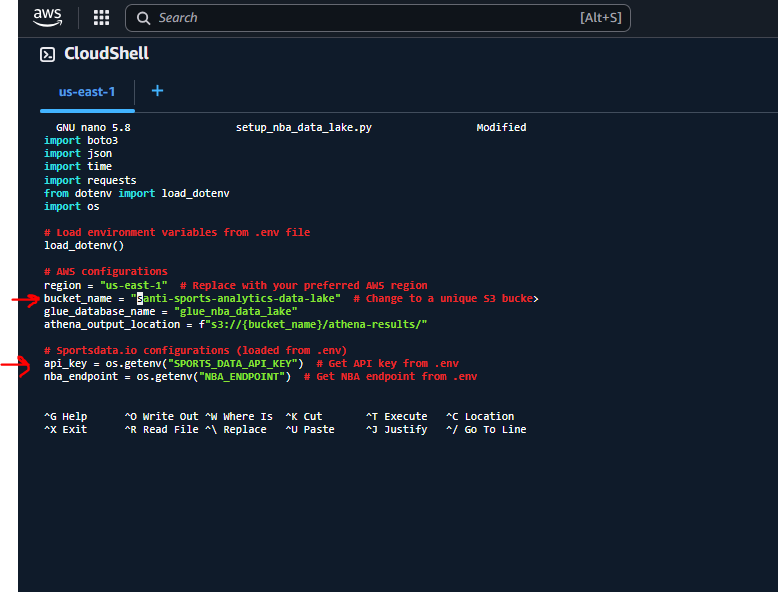 aws Search [Alt+S]
CloudShell
us-east-1 +
GNU nano 5.8 setup_nba_data_lake.py Modified
import boto3
import json
import time
import requests
from dotenv import load_dotenv
import os
# Load environment variables from .env file
load_dotenv()
# AWS configurations
region = "us-east-1"  # Replace with your preferred AWS region
bucket_name = "santi-sports-analytics-data-lake"  # Change to a unique S3 bucke>
glue_database_name = "glue_nba_data_lake"
athena_output_location = f"s3://{bucket_name}/athena-results/"
# Sportsdata.io configurations (loaded from .env)
api_key = os.getenv("SPORTS_DATA_API_KEY")  # Get API key from .env
nba_endpoint = os.getenv("NBA_ENDPOINT")  # Get NBA endpoint from .env
^G Help ^O Write Out ^W Where Is ^K Cut ^T Execute ^C Location
^X Exit ^R Read File ^\ Replace ^U Paste ^J Justify ^/ Go To Line